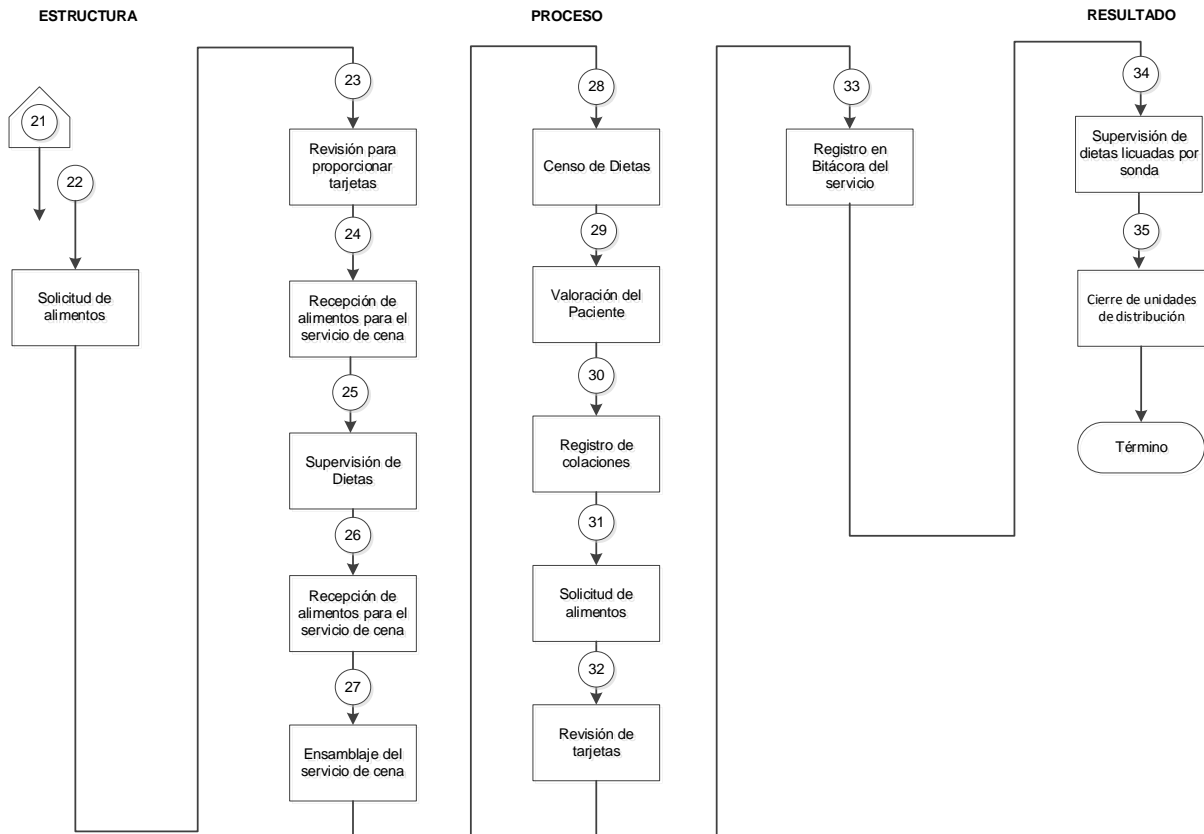 ESTRUCTURA
PROCESO
RESULTADO
21
22
Solicitud de
alimentos
23
Revisión para
proporcionar
tarjetas
24
Recepción de
alimentos para el
servicio de cena
25
Supervisión de
Dietas
26
Recepción de
alimentos para el
servicio de cena
27
Ensamblaje del
servicio de cena
28
Censo de Dietas
29
Valoración del
Paciente
30
Registro de
colaciones
31
Solicitud de
alimentos
32
Revisión de
tarjetas
33
Registro en
Bitácora del
servicio
34
Supervisión de
dietas licuadas por
sonda
35
Cierre de unidades
de distribución
Término